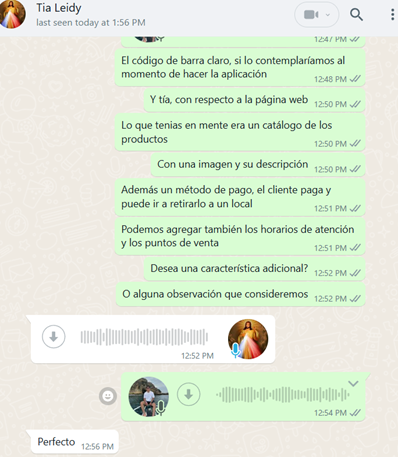 Tia Leidy
last seen today at 1:56 PM
12:47 PM
El código de barra claro, si lo contemplaríamos al
momento de hacer la aplicación
12:48 PM
Y tía, con respecto a la página web
12:50 PM
Lo que tenias en mente era un catálogo de los
productos
12:50 PM
Con una imagen y su descripción
12:50 PM
Además un método de pago, el cliente paga y
puede ir a retirarlo a un local
12:51 PM
Podemos agregar también los horarios de atención
y los puntos de venta
12:51 PM
Desea una característica adicional?
12:52 PM
O alguna observación que consideremos
12:52 PM
12:52 PM
12:54 PM
Perfecto
12:56 PM